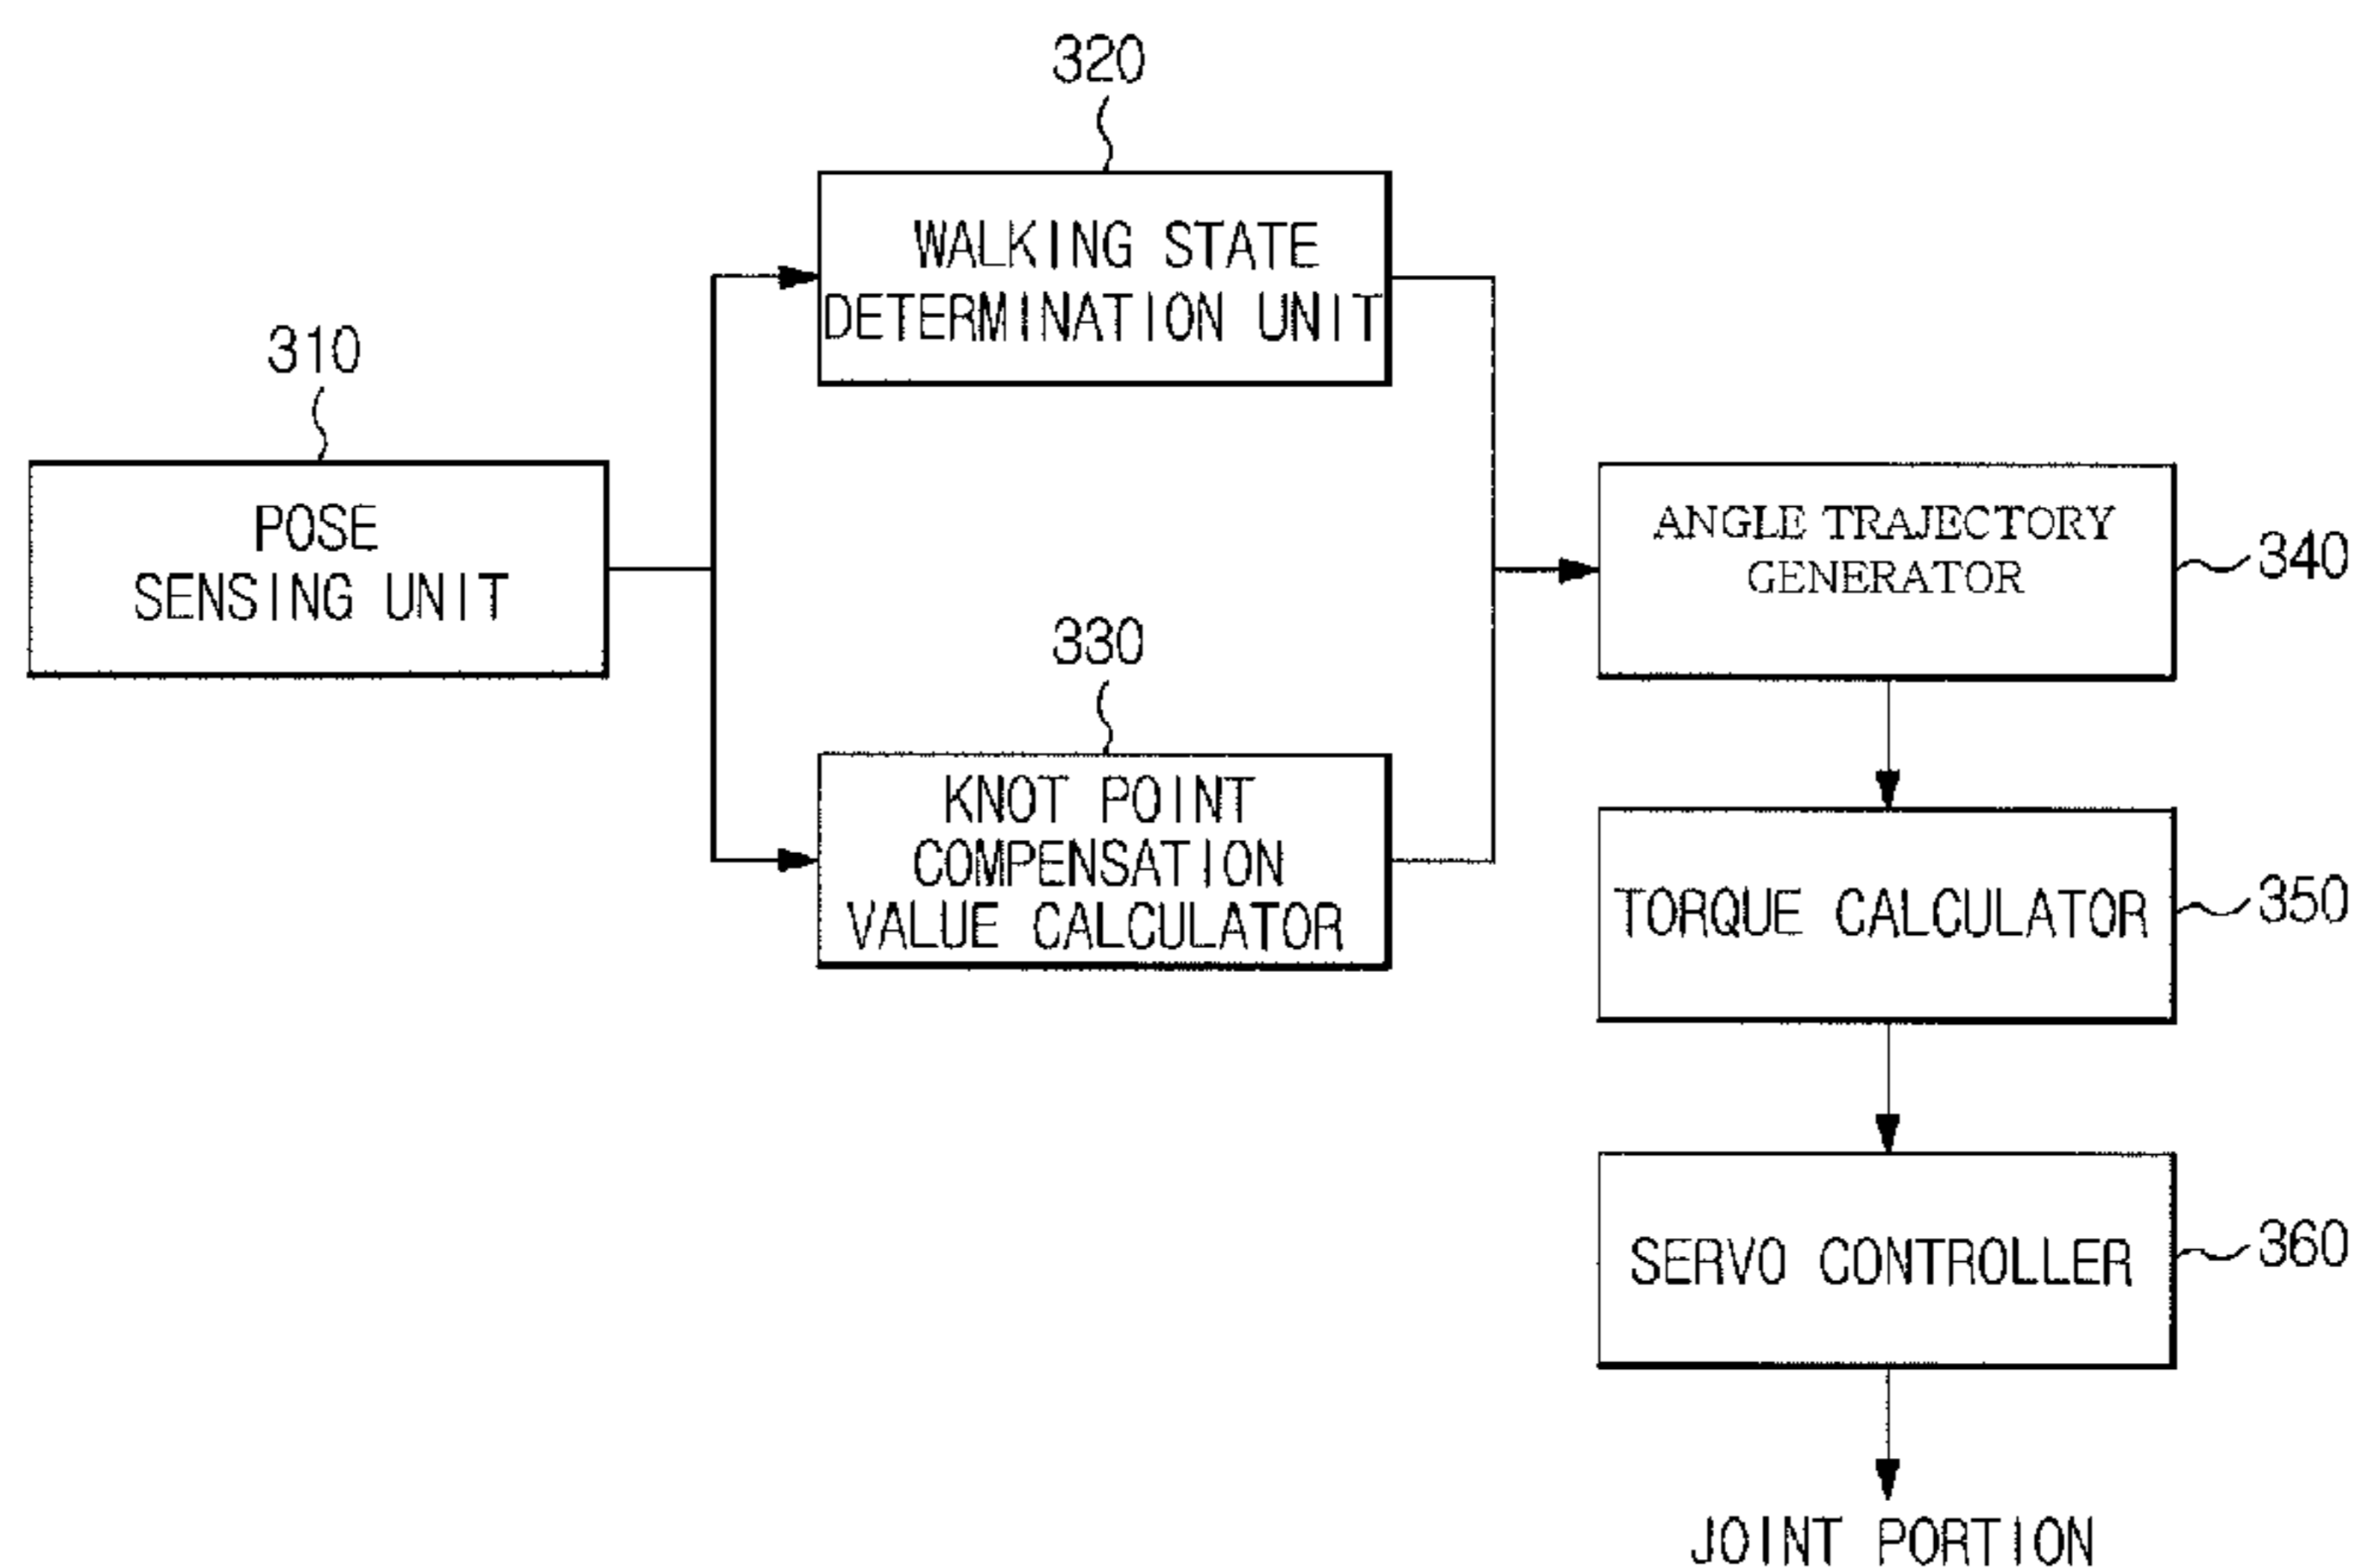 320
WALKING STATE
DETERMINATION UNIT
310
POSE
SENSING UNIT
330
KNOT POINT
COMPENSATION
VALUE CALCULATOR
ANGLE TRAJECTORY
GENERATOR
340
TORQUE CALCULATOR
350
SERVO CONTROLLER
360
JOINT PORTION